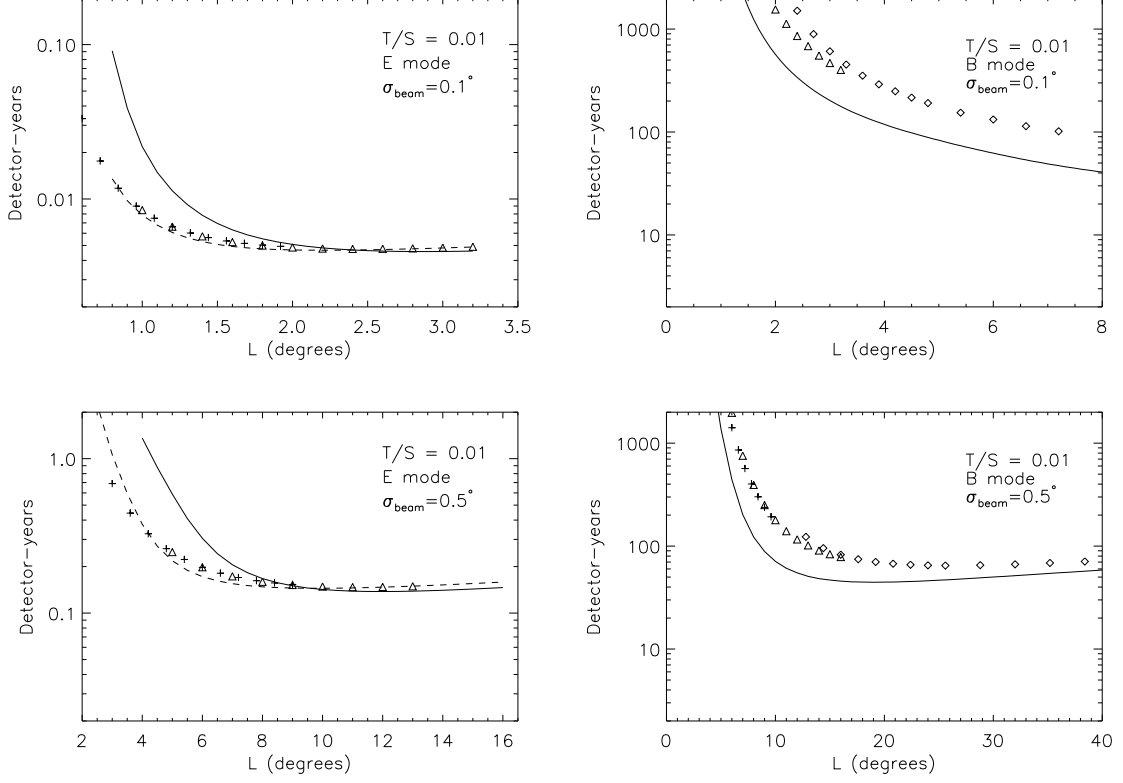 0.10
0.01
Detector-years
T/S = 0.01
E mode
σbeam=0.1°
1.0 1.5 2.0 2.5 3.0 3.5
L (degrees)
1000
100
10
Detector-years
T/S = 0.01
B mode
σbeam=0.1°
0 2 4 6 8
L (degrees)
1.0
0.1
Detector-years
T/S = 0.01
E mode
σbeam=0.5°
2 4 6 8 10 12 14 16
L (degrees)
1000
100
10
Detector-years
T/S = 0.01
B mode
σbeam=0.5°
0 10 20 30 40
L (degrees)